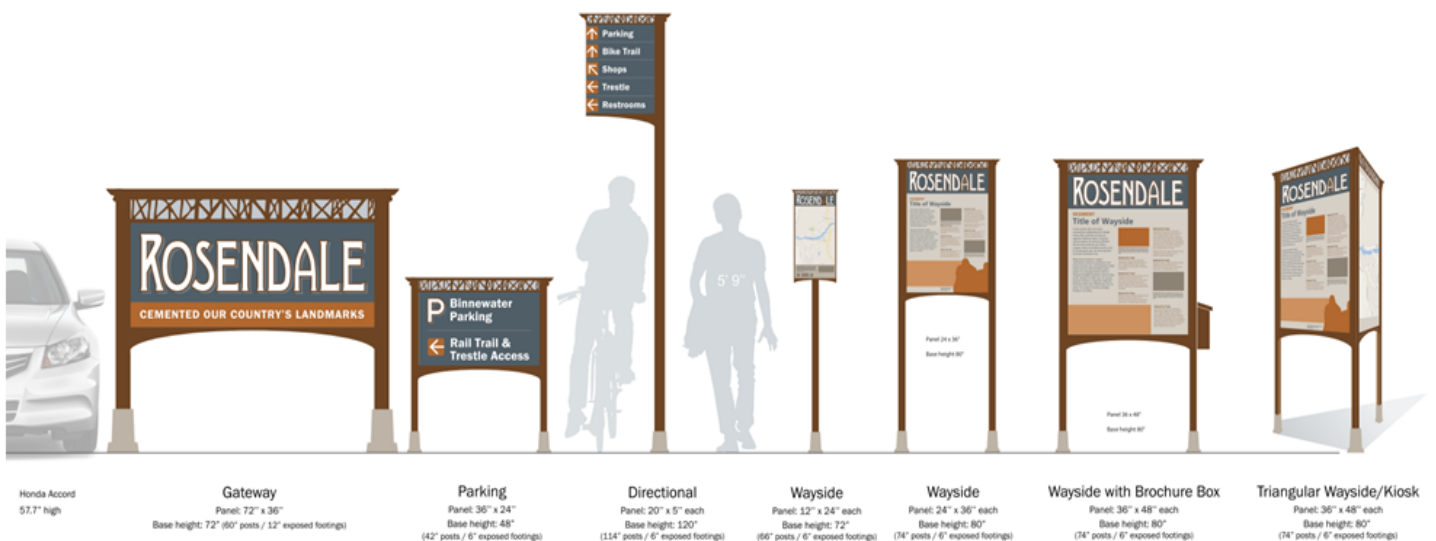 Parking
Bike Trail
Shops
Trestle
Restrooms
ROSENDALE
CEMENTED OUR COUNTRY'S LANDMARKS
P Binnewater
Parking
Rail Trail &
Trestle Access
5' 9"
ROSENDALE
Title of Wayside
Panel 24 x 36"
Base height 80"
ROSENDALE
SEGMENT
Title of Wayside
Panel 36 x 48"
Base height 80"
ROSENDALE
Title of Wayside
Honda Accord
57.7" high
Gateway
Panel: 72" x 36"
Base height: 72" (60" posts / 12" exposed footings)
Parking
Panel: 36" x 24"
Base height: 48"
(42" posts / 6" exposed footings)
Directional
Panel: 20" x 5" each
Base height: 120"
(114" posts / 6" exposed footings)
Wayside
Panel: 12" x 24" each
Base height: 72"
(66" posts / 6" exposed footings)
Wayside
Panel: 24" x 36" each
Base height: 80"
(74" posts / 6" exposed footings)
Wayside with Brochure Box
Panel: 36" x 48" each
Base height: 80"
(74" posts / 6" exposed footings)
Triangular Wayside/Kiosk
Panel: 36" x 48" each
Base height: 80"
(74" posts / 6" exposed footings)